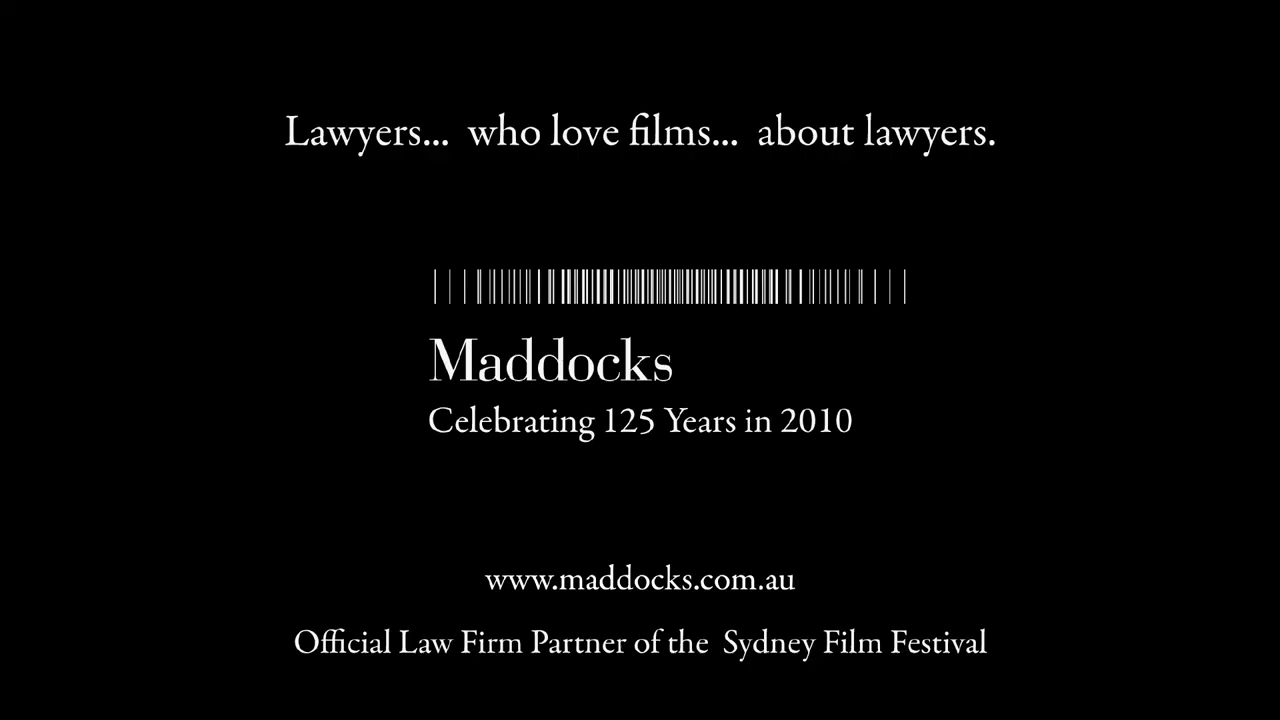 Lawyers...  who love films...  about lawyers.
Maddocks
Celebrating 125 Years in 2010
www.maddocks.com.au
Official Law Firm Partner of the  Sydney Film Festival